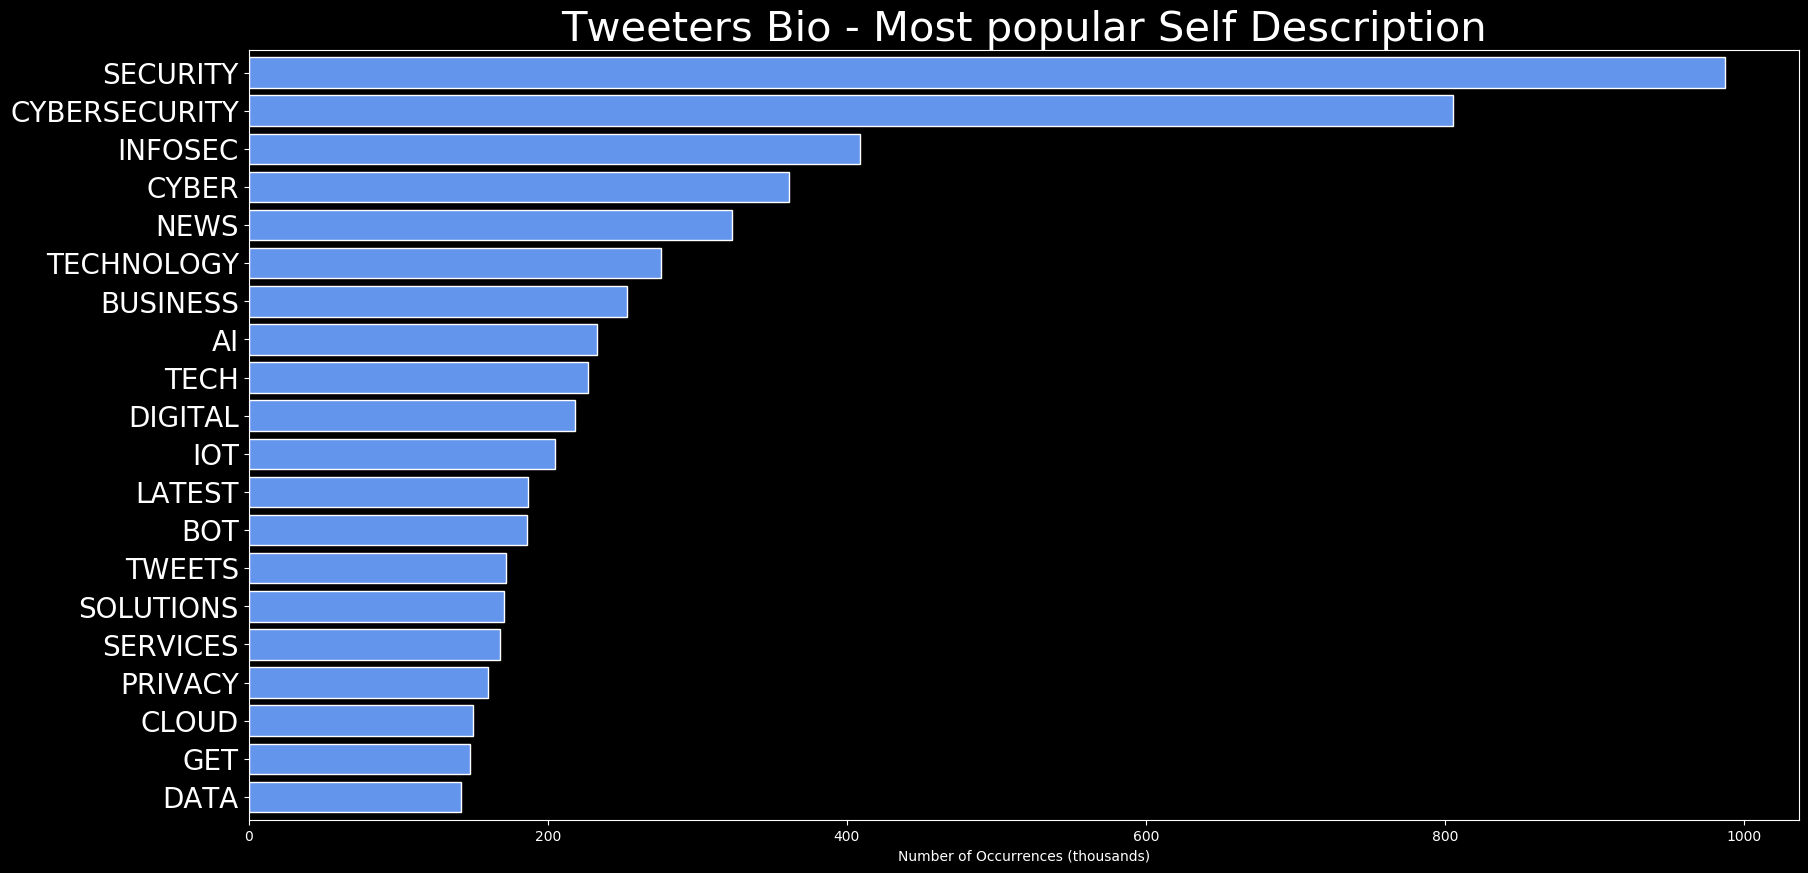 Tweeters Bio - Most popular Self Description
SECURITY
CYBERSECURITY
INFOSEC
CYBER
NEWS
TECHNOLOGY
BUSINESS
AI
TECH
DIGITAL
IOT
LATEST
BOT
TWEETS
SOLUTIONS
SERVICES
PRIVACY
CLOUD
GET
DATA
0 200 400 600 800 1000
Number of Occurrences (thousands)